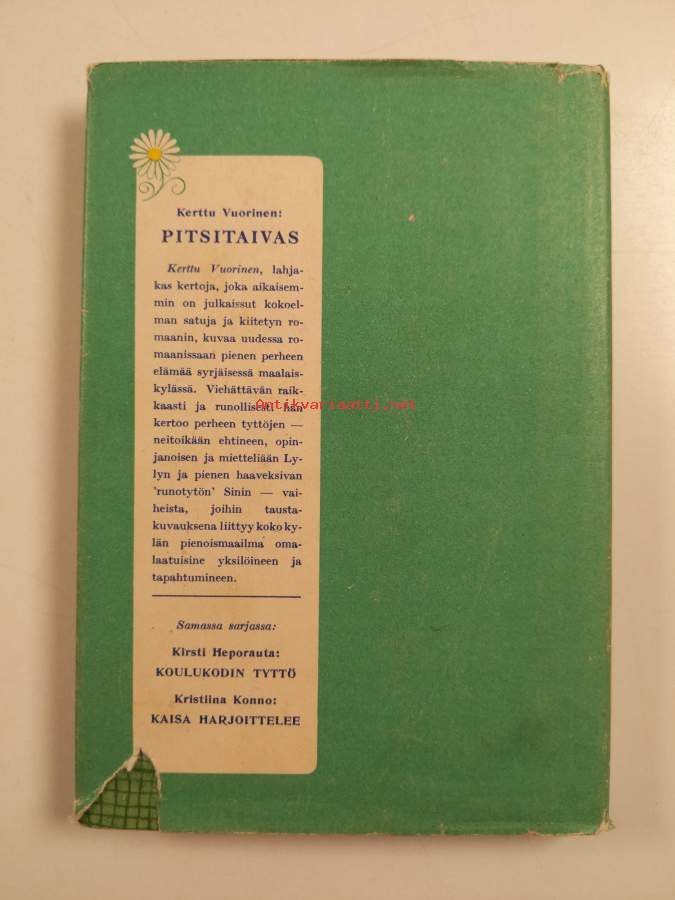 Kerttu Vuorinen:
PITSITAIVAS
Kerttu Vuorinen, lahja-
kas kertoja, joka aikaisem-
min on julkaissut kokoel-
man satuja ja kiitetyn ro-
maanin, kuvaa uudessa ro-
maanissaan pienen perheen
elämää syrjäisessä maalais-
kylässä. Viehättävän raik-
kaasti ja runollisesti hän
Antikvariaatti.net
kertoo perheen tyttöjen —
neitoikään ehtineen, opin-
janoisen ja mietteliään Ly-
lyn ja pienen haaveksivan
'runotytön' Sinin — vai-
heista, joihin tausta-
kuvauksena liittyy koko ky-
län pienoismaailma oma-
laatuisine yksilöineen ja
tapahtumineen.
Samassa sarjassa:
Kirsti Heporauta:
KOULUKODIN TYTTÖ
Kristiina Konno:
KAISA HARJOITTELEE